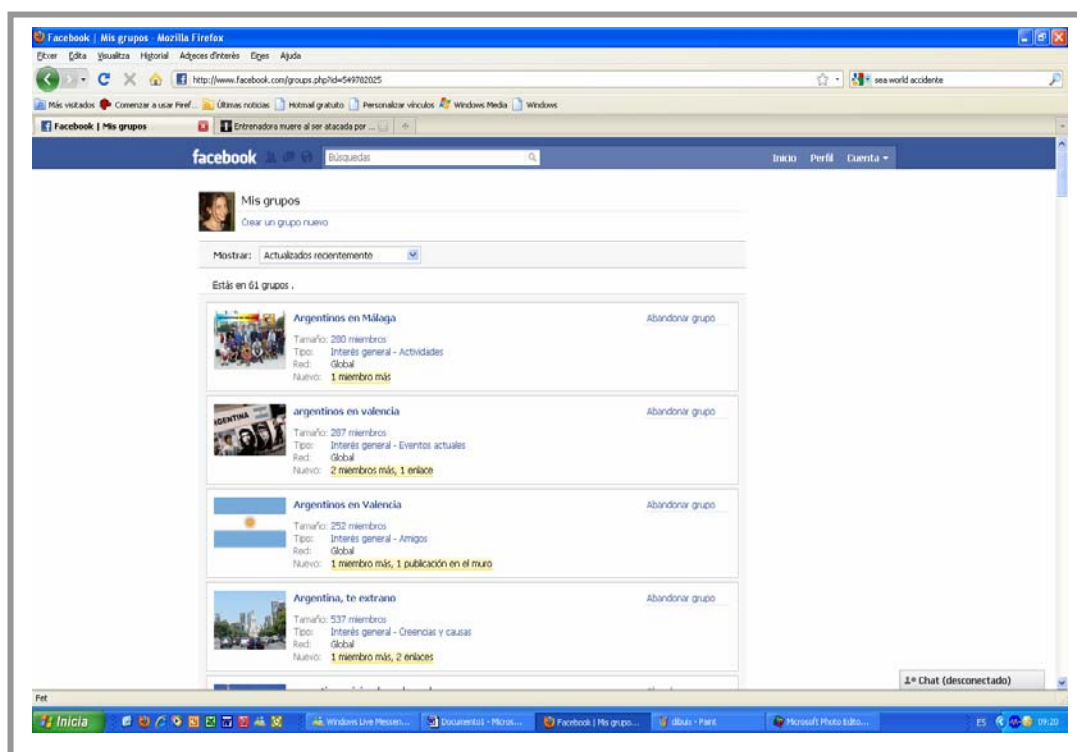 Facebook | Mis grupos - Mozilla Firefox
Fitxer Edita Visualitza Historial Adreces d'interès Eines Ajuda
http://www.facebook.com/groups.php?id=549782025 sea world accidente
Más visitados Comenzar a usar Firef... Últimas noticias Hotmail gratuito Personalizar vínculos Windows Media Windows
Facebook | Mis grupos Entrenadora muere al ser atacada por ...
facebook Búsquedas Inicio Perfil Cuenta
Mis grupos
Crear un grupo nuevo
Mostrar: Actualizados recientemente
Estás en 61 grupos .
Argentinos en Málaga Abandonar grupo
Tamaño: 280 miembros
Tipo: Interés general - Actividades
Red: Global
Nuevo: 1 miembro más
argentinos en valencia Abandonar grupo
ARGENTINA
Tamaño: 287 miembros
Tipo: Interés general - Eventos actuales
Red: Global
Nuevo: 2 miembros más, 1 enlace
Argentinos en Valencia Abandonar grupo
Tamaño: 252 miembros
Tipo: Interés general - Amigos
Red: Global
Nuevo: 1 miembro más, 1 publicación en el muro
Argentina, te extrano Abandonar grupo
Tamaño: 537 miembros
Tipo: Interés general - Creencias y causas
Red: Global
Nuevo: 1 miembro más, 2 enlaces
Chat (desconectado)
Fet
Inicia Windows Live Messen... Document1 - Micros... Facebook | Mis grupo... dibuix - Paint Microsoft Photo Edito... ES 09:20